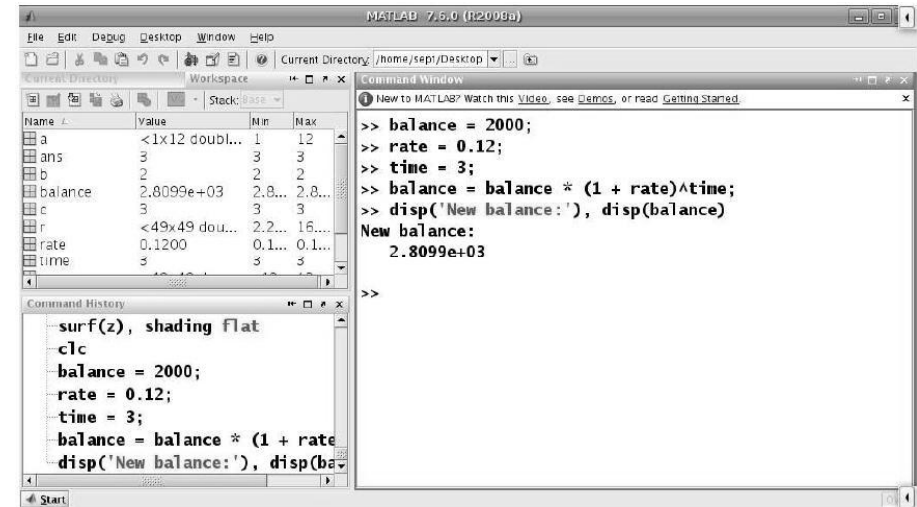 MATLAB 7.6.0 (R2008a)
File Edit Debug Desktop Window Help
Current Directory: /home/sept/Desktop
Current Directory Workspace
Stack: Base
Name Value Min Max
a <1x12 doubl... 1 12
ans 3 3 3
b 2 2 2
balance 2.8099e+03 2.8... 2.8...
c 3 3 3
r <49x49 dou... 2.2... 16....
rate 0.1200 0.1... 0.1...
time 3 3 3
Command History
surf(z), shading flat
clc
balance = 2000;
rate = 0.12;
time = 3;
balance = balance * (1 + rate
disp('New balance:'), disp(ba
Start
Command Window
New to MATLAB? Watch this Video, see Demos, or read Getting Started.
>> balance = 2000;
>> rate = 0.12;
>> time = 3;
>> balance = balance * (1 + rate)^time;
>> disp('New balance:'), disp(balance)
New balance:
2.8099e+03
>>